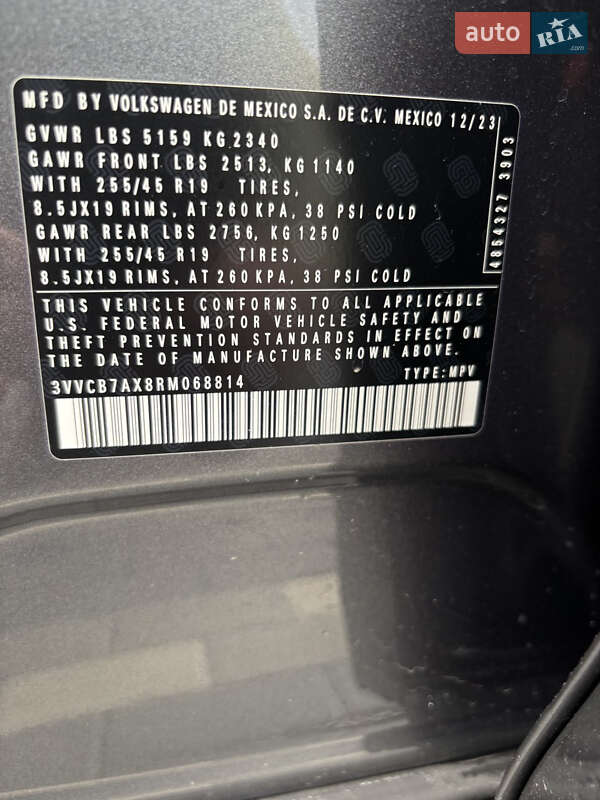 auto RIA.com
MFD BY VOLKSWAGEN DE MEXICO S.A. DE C.V. MEXICO 12/23
GVWR LBS 5159 KG 2340
GAWR FRONT LBS 2513, KG 1140
WITH 255/45 R19 TIRES,
8.5JX19 RIMS, AT 260 KPA, 38 PSI COLD
GAWR REAR LBS 2756, KG 1250
WITH 255/45 R19 TIRES,
8.5JX19 RIMS, AT 260 KPA, 38 PSI COLD
4864327 3903
THIS VEHICLE CONFORMS TO ALL APPLICABLE
U.S. FEDERAL MOTOR VEHICLE SAFETY AND
THEFT PREVENTION STANDARDS IN EFFECT ON
THE DATE OF MANUFACTURE SHOWN ABOVE.
3VVCB7AX8RM068814 TYPE: MPV